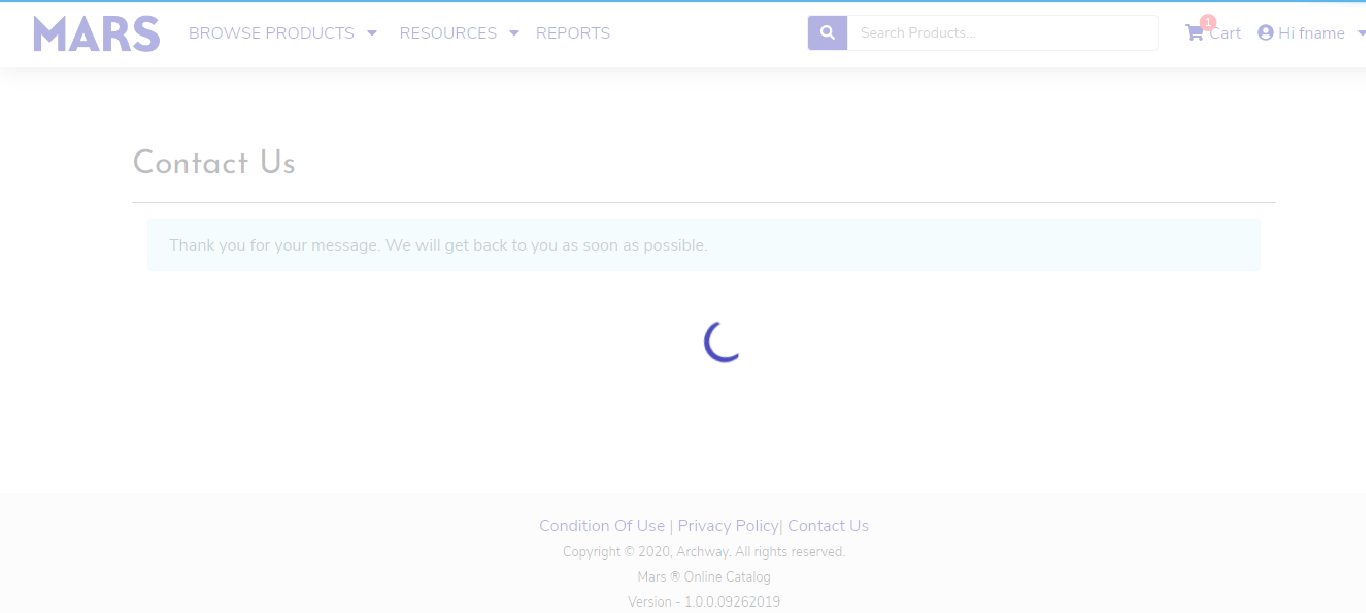 MARS BROWSE PRODUCTS RESOURCES REPORTS Search Products... 1 Cart Hi fname
Contact Us
Thank you for your message. We will get back to you as soon as possible.
Condition Of Use | Privacy Policy| Contact Us
Copyright © 2020, Archway. All rights reserved.
Mars ® Online Catalog
Version - 1.0.0.09262019